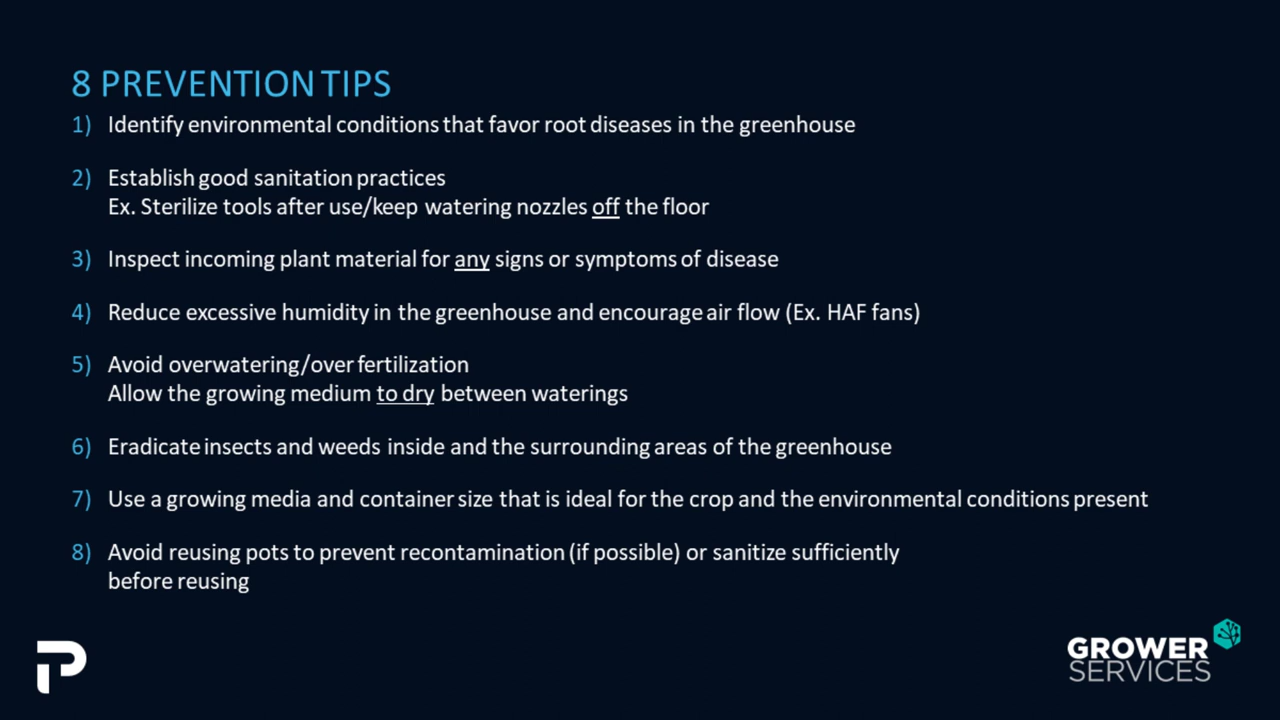 8 PREVENTION TIPS
1) Identify environmental conditions that favor root diseases in the greenhouse
2) Establish good sanitation practices
Ex. Sterilize tools after use/keep watering nozzles off the floor
3) Inspect incoming plant material for any signs or symptoms of disease
4) Reduce excessive humidity in the greenhouse and encourage air flow (Ex. HAF fans)
5) Avoid overwatering/over fertilization
Allow the growing medium to dry between waterings
6) Eradicate insects and weeds inside and the surrounding areas of the greenhouse
7) Use a growing media and container size that is ideal for the crop and the environmental conditions present
8) Avoid reusing pots to prevent recontamination (if possible) or sanitize sufficiently
before reusing
P
GROWER
SERVICES